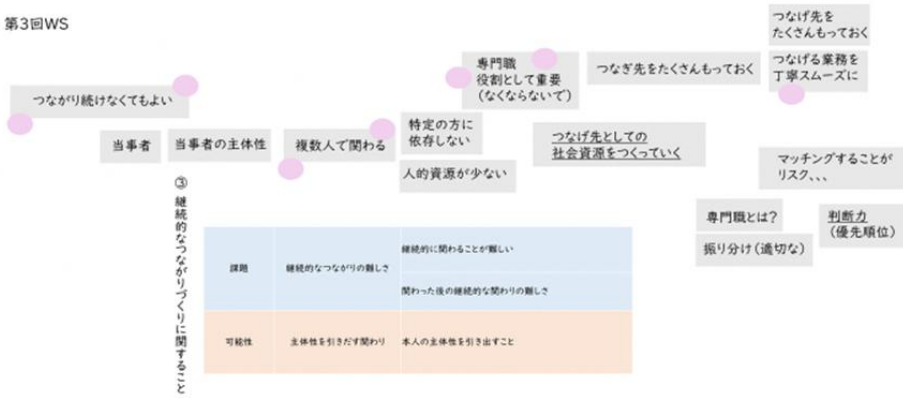 第3回WS
つなげ先を
たくさんもっておく
専門職
役割として重要
(なくならないで)
つなぎ先をたくさんもっておく
つなげる業務を
丁寧スムーズに
つながり続けなくてもよい
当事者
当事者の主体性
複数人で関わる
特定の方に
依存しない
人的資源が少ない
つなげ先としての
社会資源をつくっていく
マッチングすることが
リスク、、、
専門職とは?
振り分け(適切な)
判断力
(優先順位)
③ 継続的なつながりづくりに関すること
課題
継続的なつながりの難しさ
継続的に関わることが難しい
関わった後の継続的な関わりの難しさ
可能性
主体性を引きだす関わり
本人の主体性を引き出すこと